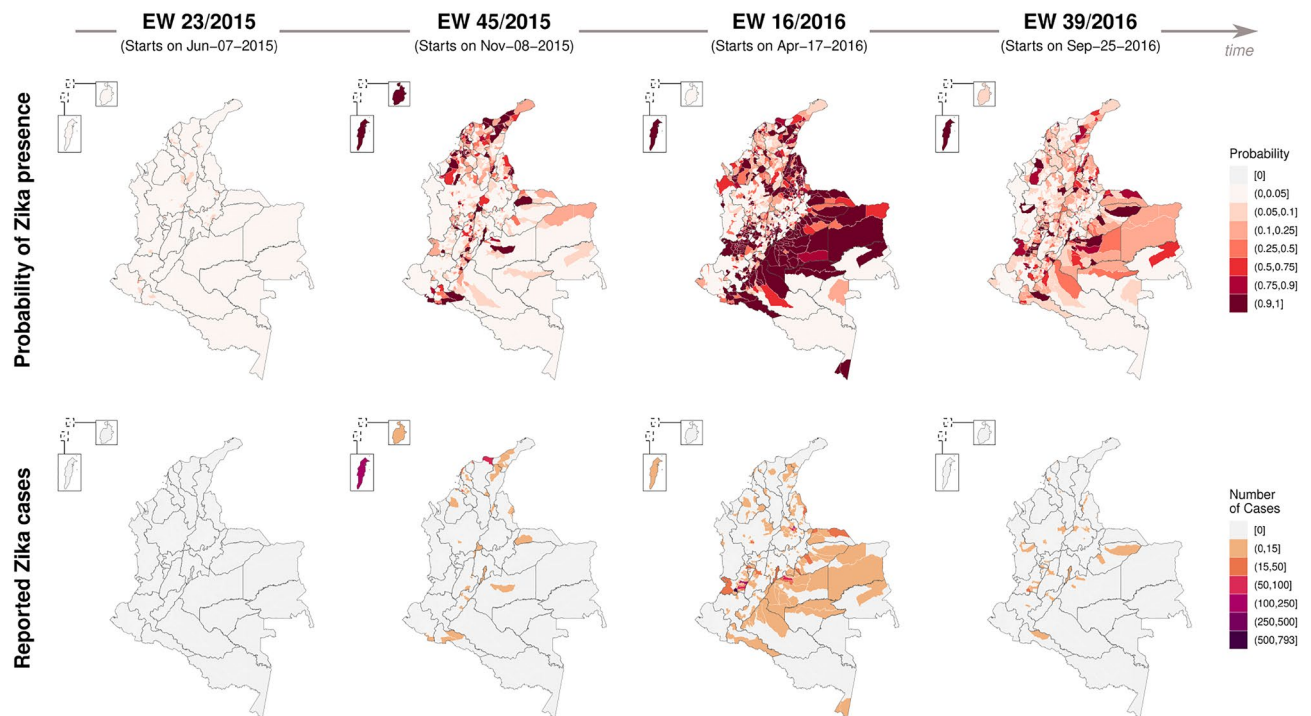 EW 23/2015
(Starts on Jun−07−2015)
EW 45/2015
(Starts on Nov−08−2015)
EW 16/2016
(Starts on Apr−17−2016)
EW 39/2016
(Starts on Sep−25−2016)
time
Probability of Zika presence
Probability
[0]
(0,0.05]
(0.05,0.1]
(0.1,0.25]
(0.25,0.5]
(0.5,0.75]
(0.75,0.9]
(0.9,1]
Reported Zika cases
Number
of Cases
[0]
(0,15]
(15,50]
(50,100]
(100,250]
(250,500]
(500,793]